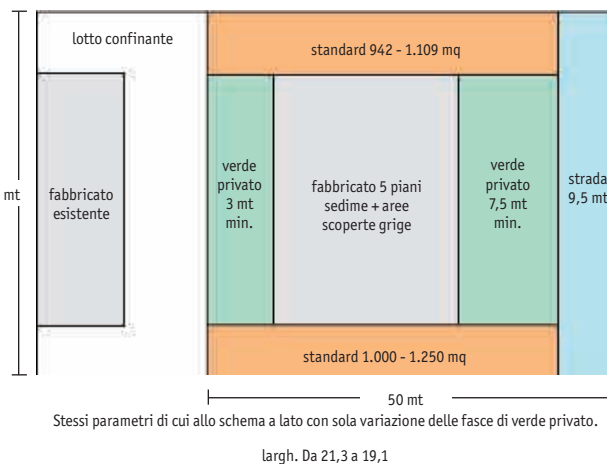 lotto confinante
standard 942 - 1.109 mq
mt
fabbricato
esistente
verde
privato
3 mt
min.
fabbricato 5 piani
sedime + aree
scoperte grige
verde
privato
7,5 mt
min.
strada
9,5 mt
standard 1.000 - 1.250 mq
50 mt
Stessi parametri di cui allo schema a lato con sola variazione delle fasce di verde privato.
largh. Da 21,3 a 19,1